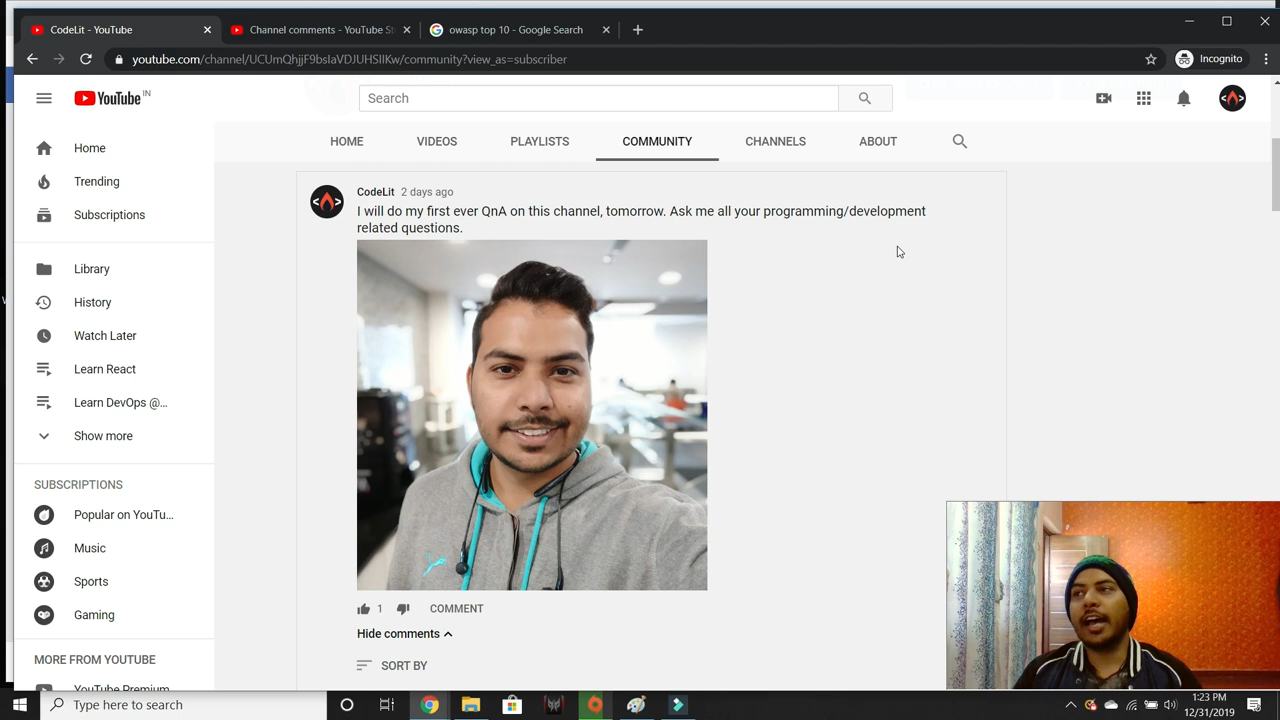 CodeLit - YouTube
Channel comments - YouTube St
owasp top 10 - Google Search
youtube.com/channel/UCUmQhjjF9bsIaVDJUHSIIKw/community?view_as=subscriber
Incognito
YouTube IN
Search
HOME
VIDEOS
PLAYLISTS
COMMUNITY
CHANNELS
ABOUT
Home
Trending
Subscriptions
Library
History
Watch Later
Learn React
Learn DevOps @...
Show more
SUBSCRIPTIONS
Popular on YouTu...
Music
Sports
Gaming
MORE FROM YOUTUBE
YouTube Premium
CodeLit 2 days ago
I will do my first ever QnA on this channel, tomorrow. Ask me all your programming/development
related questions.
1
COMMENT
Hide comments
SORT BY
Type here to search
1:23 PM
12/31/2019